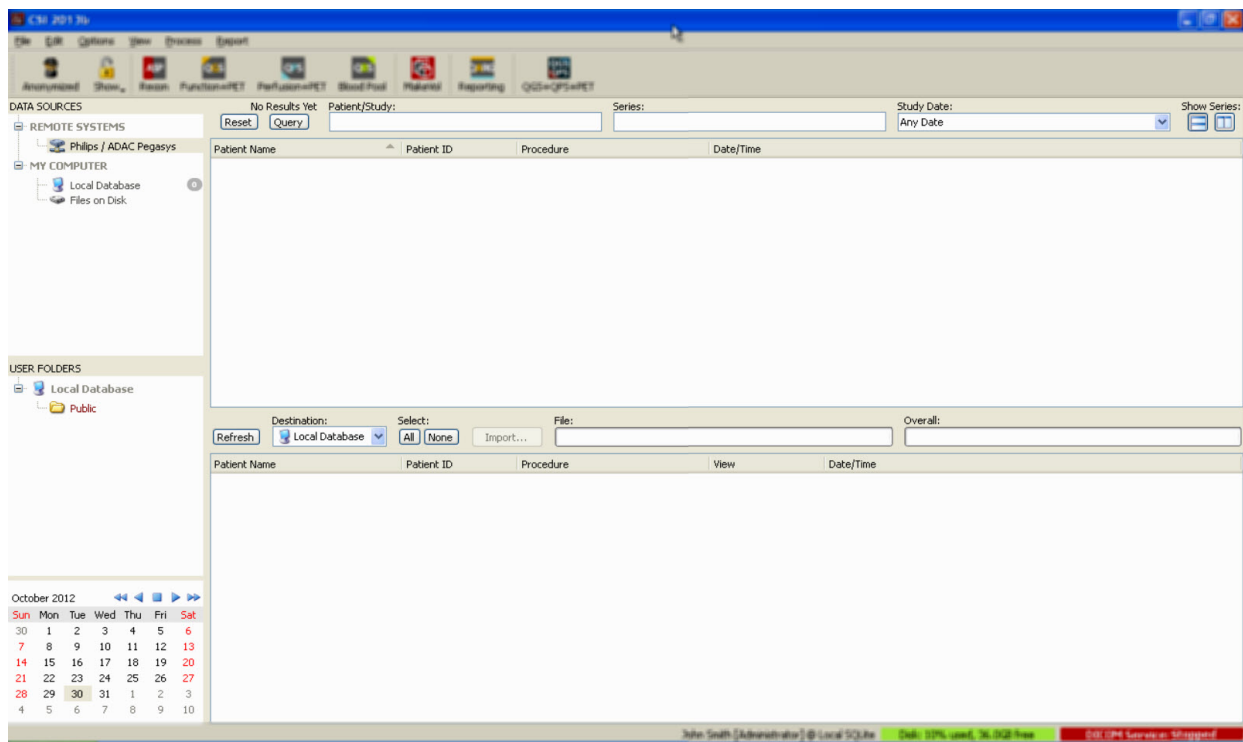 CSI 2013b
File Edit Options View Process Export
Anonymized Show Recon Function+PET Perfusion+PET Blood Pool Material Reporting QGS+QPS+PET
DATA SOURCES No Results Yet Patient/Study: Series: Study Date: Show Series:
REMOTE SYSTEMS Reset Query Any Date
Philips / ADAC Pegasys Patient Name Patient ID Procedure Date/Time
MY COMPUTER
Local Database 0
Files on Disk
USER FOLDERS
Local Database
Public
Destination: Select: File: Overall:
Refresh Local Database All None Import...
Patient Name Patient ID Procedure View Date/Time
October 2012
Sun Mon Tue Wed Thu Fri Sat
30 1 2 3 4 5 6
7 8 9 10 11 12 13
14 15 16 17 18 19 20
21 22 23 24 25 26 27
28 29 30 31 1 2 3
4 5 6 7 8 9 10
John Smith [Administrator] @ Local SQLite Disk: 10% used, 36.0GB free DICOM Service: Stopped